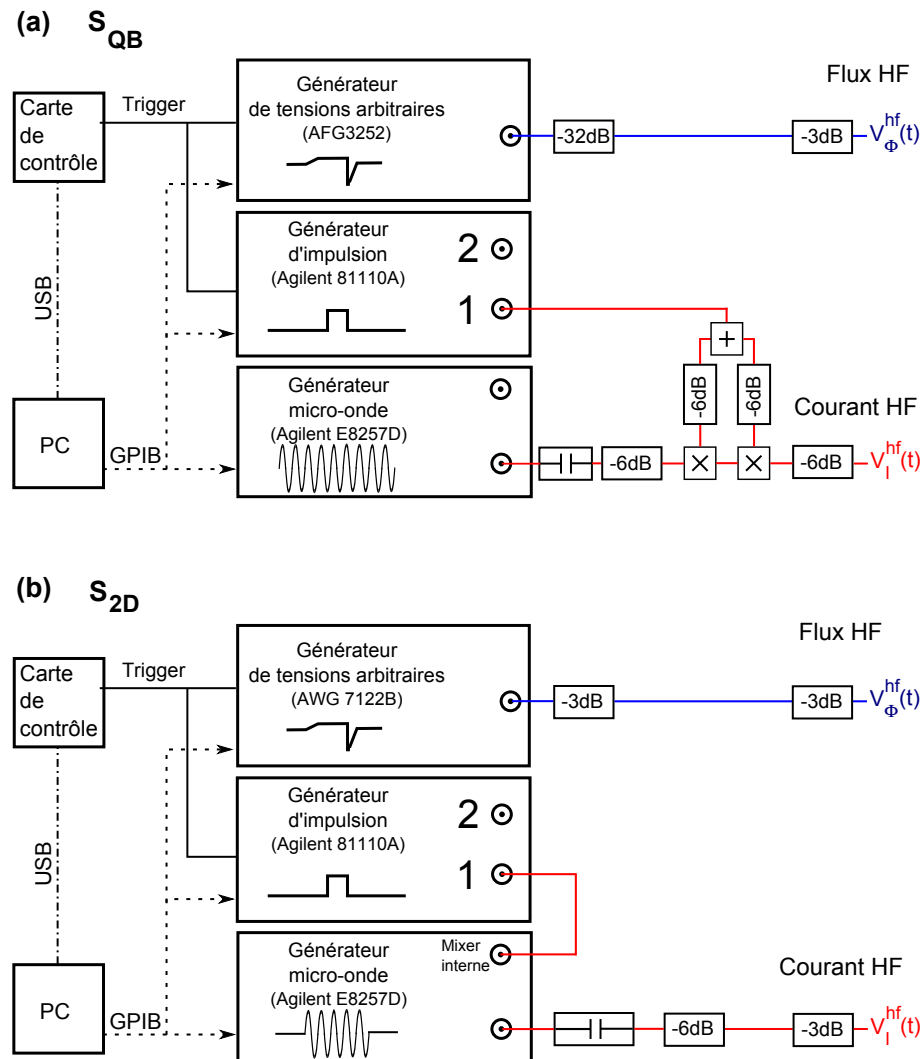 (a) S_QB
Flux HF
Carte de contrôle
Trigger
Générateur
de tensions arbitraires
(AFG3252)
-32dB
-3dB
V_Φ^hf(t)
Générateur
d'impulsion
(Agilent 81110A)
2
1
+
-6dB
-6dB
USB
Générateur
micro-onde
(Agilent E8257D)
Courant HF
PC
GPIB
-6dB
×
×
-6dB
V_I^hf(t)
(b) S_2D
Flux HF
Carte de contrôle
Trigger
Générateur
de tensions arbitraires
(AWG 7122B)
-3dB
-3dB
V_Φ^hf(t)
Générateur
d'impulsion
(Agilent 81110A)
2
1
USB
Générateur
micro-onde
(Agilent E8257D)
Mixer
interne
Courant HF
PC
GPIB
-6dB
-3dB
V_I^hf(t)